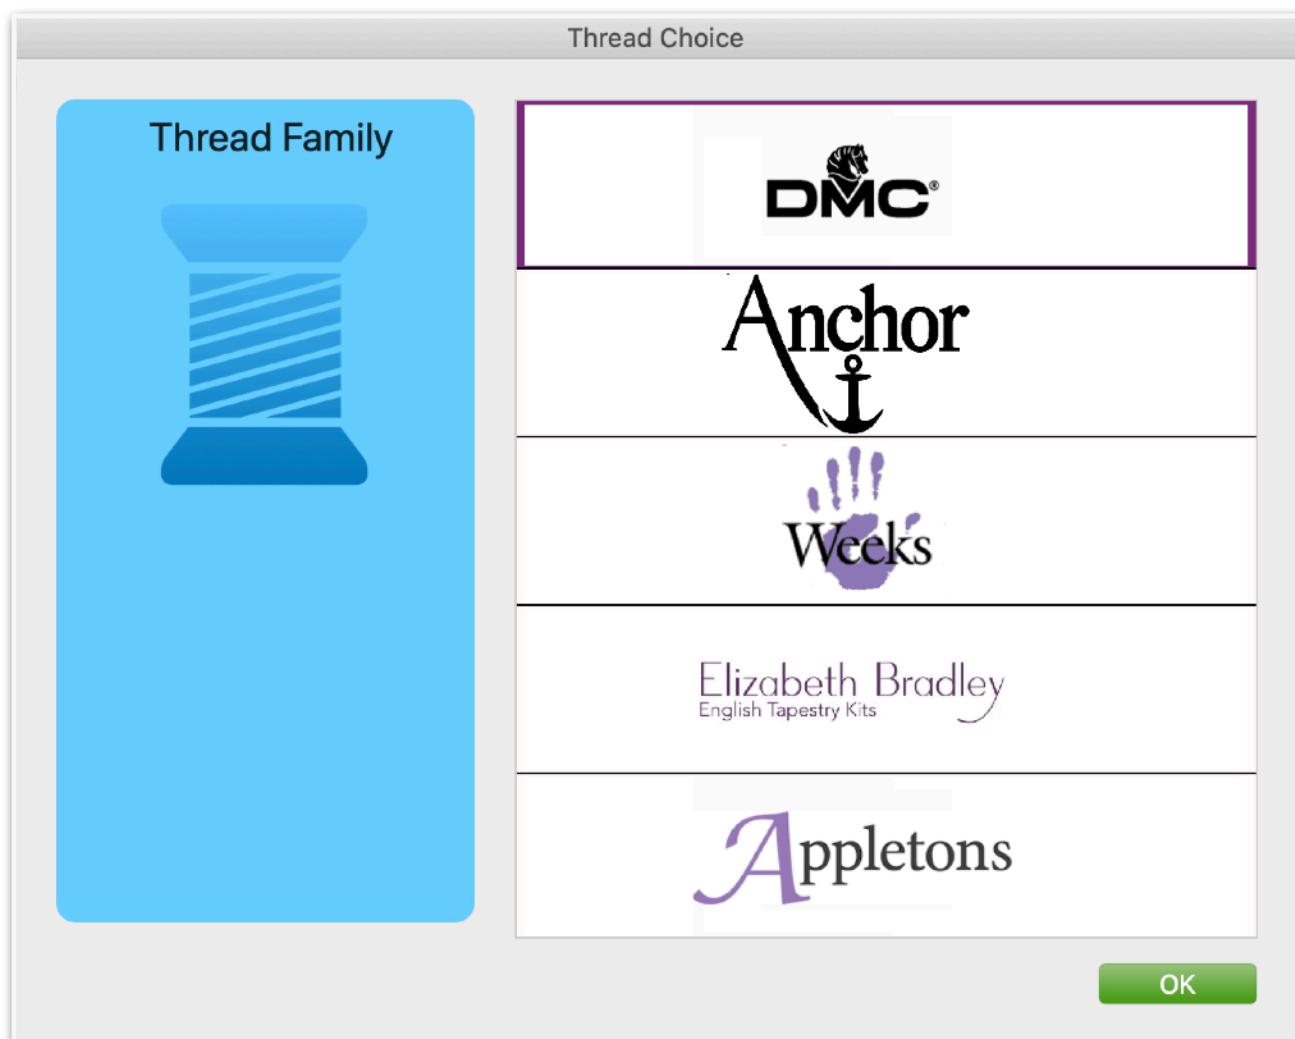 Thread Choice
Thread Family
DMC®
Anchor
Weeks
Elizabeth Bradley
English Tapestry Kits
Appletons
OK